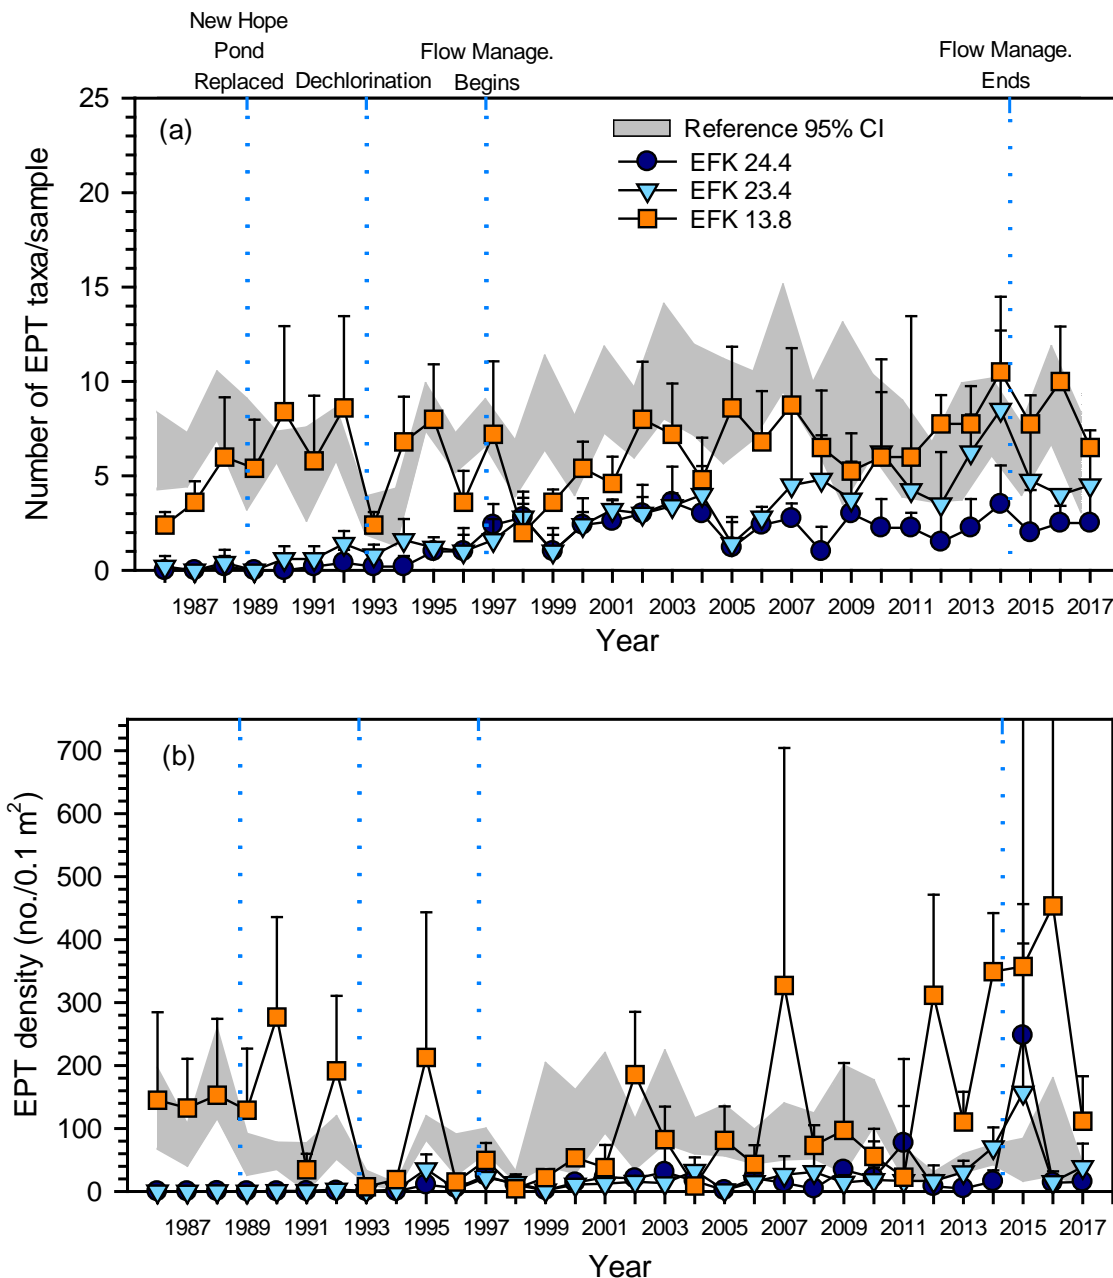 New Hope
Pond
Replaced
Dechlorination
Flow Manage.
Begins
Flow Manage.
Ends
25
20
15
10
5
0
Number of EPT taxa/sample
(a)
Reference 95% CI
EFK 24.4
EFK 23.4
EFK 13.8
1987 1989 1991 1993 1995 1997 1999 2001 2003 2005 2007 2009 2011 2013 2015 2017
Year
700
600
500
400
300
200
100
0
EPT density (no./0.1 m²)
(b)
1987 1989 1991 1993 1995 1997 1999 2001 2003 2005 2007 2009 2011 2013 2015 2017
Year